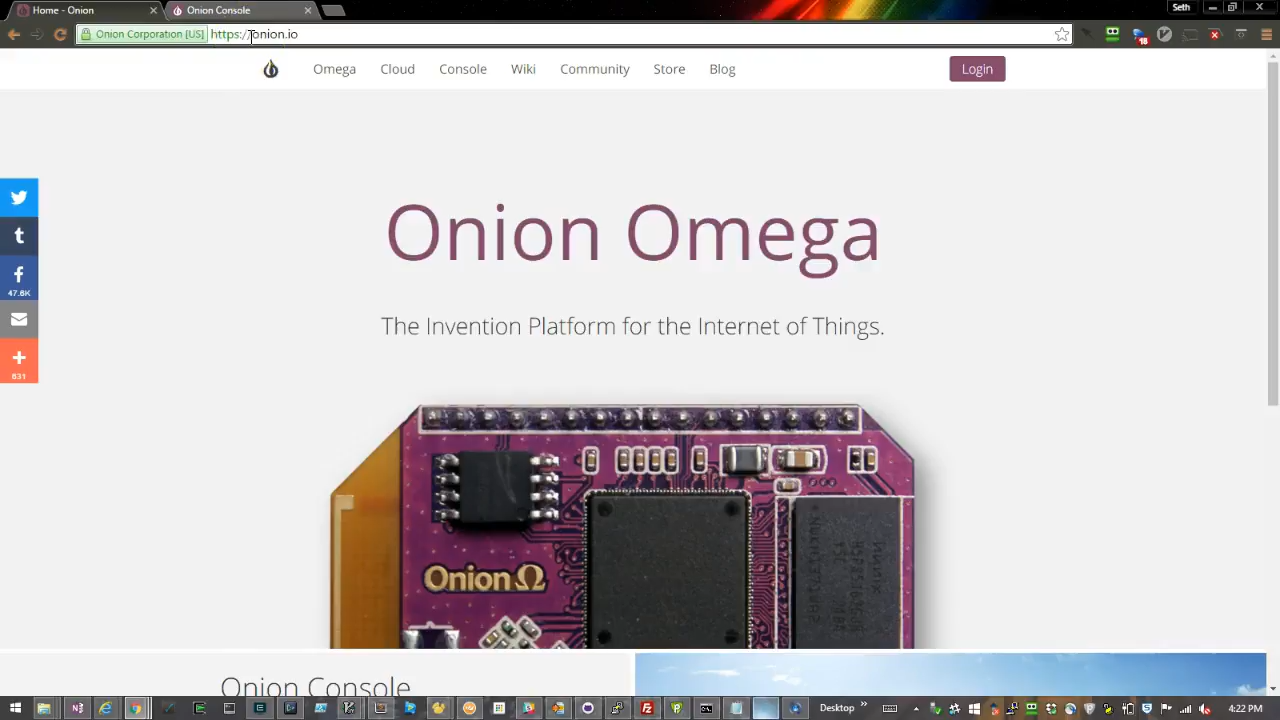 Home - Onion
Onion Console
Seth
Onion Corporation [US]
https://onion.io
18
Omega
Cloud
Console
Wiki
Community
Store
Blog
Login
Onion Omega
The Invention Platform for the Internet of Things.
47.6K
631
Onion Ω
Onion Console
Desktop
4:22 PM